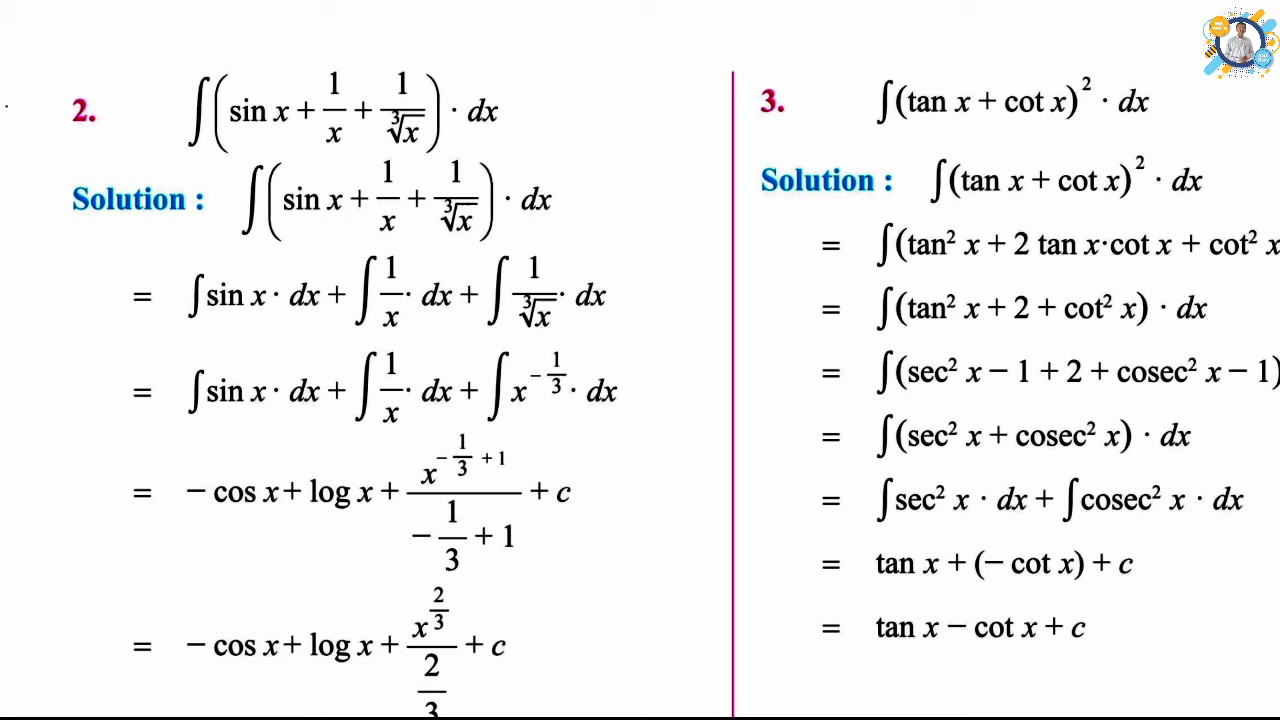 2. ∫(sin x + 1/x + 1/∛x) · dx
Solution : ∫(sin x + 1/x + 1/∛x) · dx
= ∫sin x · dx + ∫1/x · dx + ∫1/∛x · dx
= ∫sin x · dx + ∫1/x · dx + ∫x^(−1/3) · dx
= − cos x + log x + x^(−1/3 + 1)/(−1/3 + 1) + c
= − cos x + log x + x^(2/3)/(2/3) + c
3. ∫(tan x + cot x)² · dx
Solution : ∫(tan x + cot x)² · dx
= ∫(tan² x + 2 tan x·cot x + cot² x
= ∫(tan² x + 2 + cot² x) · dx
= ∫(sec² x − 1 + 2 + cosec² x − 1)
= ∫(sec² x + cosec² x) · dx
= ∫sec² x · dx + ∫cosec² x · dx
= tan x + (− cot x) + c
= tan x − cot x + c